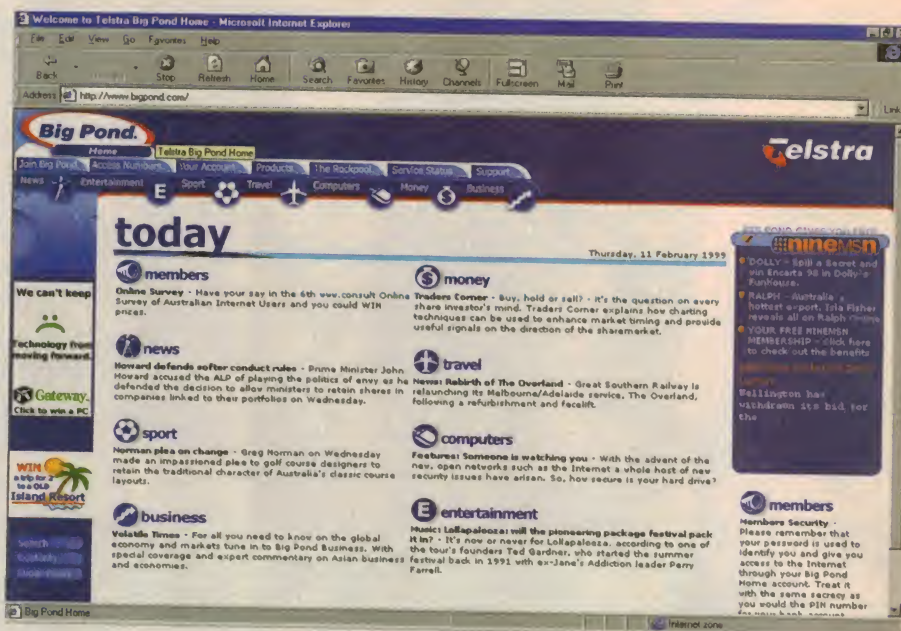 Welcome to Telstra Big Pond Home - Microsoft Internet Explorer
File Edit View Go Favorites Help
Back Stop Refresh Home Search Favorites History Channels Fullscreen Mail Print
Address http://www.bigpond.com/
Link
Big Pond.
Home
Telstra Big Pond Home
Telstra
Join Big Pond Access Numbers Your Account Products The Rockpool Service Status Support
News Entertainment E Sport Travel Computers Money $ Business
today
Thursday, 11 February 1999
members
Online Survey - Have your say in the 6th www.consult Online
Survey of Australian Internet Users and you could WIN
prizes.
news
Howard defends softer conduct rules - Prime Minister John
Howard accused the ALP of playing the politics of envy as he
defended the decision to allow ministers to retain shares in
companies linked to their portfolios on Wednesday.
sport
Norman plea on change - Greg Norman on Wednesday
made an impassioned plea to golf course designers to
retain the traditional character of Australia's classic course
layouts.
business
Volatile Times - For all you need to know on the global
economy and markets tune in to Big Pond Business. With
special coverage and expert commentary on Asian business
and economies.
$ money
Traders Corner - Buy, hold or sell? - it's the question on every
share investor's mind. Traders Corner explains how charting
techniques can be used to enhance market timing and provide
useful signals on the direction of the sharemarket.
travel
News: Rebirth of The Overland - Great Southern Railway is
relaunching its Melbourne/Adelaide service, The Overland,
following a refurbishment and facelift.
computers
Features: Someone is watching you - With the advent of the
new, open networks such as the Internet a whole host of new
security issues have arisen. So, how secure is your hard drive?
E entertainment
Music: Lollapalooza: will the pioneering package festival pack
it in? - It's now or never for Lollapalooza, according to one of
the tour's founders Ted Gardner, who started the summer
festival back in 1991 with ex-Jane's Addiction leader Perry
Farrell.
We can't keep
Technology from
moving forward.
Gateway.
Click to win a PC
WIN
a trip for 2
to a QLD
Island Resort
Search
ninemsn
DOLLY - Spill a Secret and
win Encarta 98 in Dolly's
Funhouse.
RALPH - Australia's
hottest export, Isla Fisher
reveals all on Ralph Online
YOUR FREE NINEMSN
MEMBERSHIP - click here
to check out the benefits
Wellington has
withdrawn its bid for
the
members
Members Security -
Please remember that
your password is used to
identify you and give you
access to the Internet
through your Big Pond
Home account. Treat it
with the same secrecy as
you would the PIN number
for your bank account
Big Pond Home
Internet zone